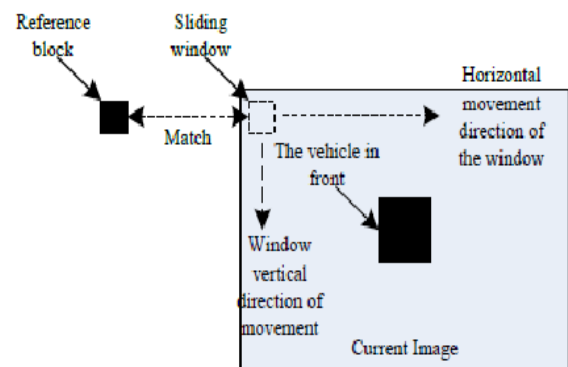 Reference
block
Sliding
window
Match
Horizontal
movement
direction of
the window
The vehicle in
front
Window
vertical
direction of
movement
Current Image